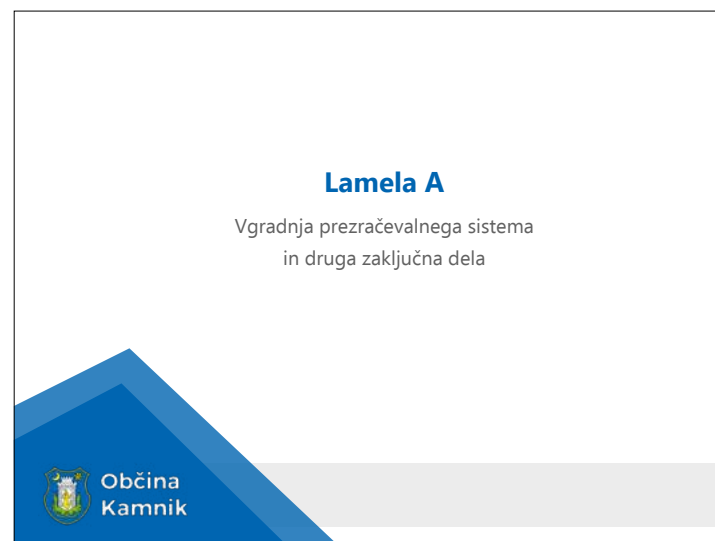 Lamela A
Vgradnja prezračevalnega sistema
in druga zaključna dela
Občina
Kamnik